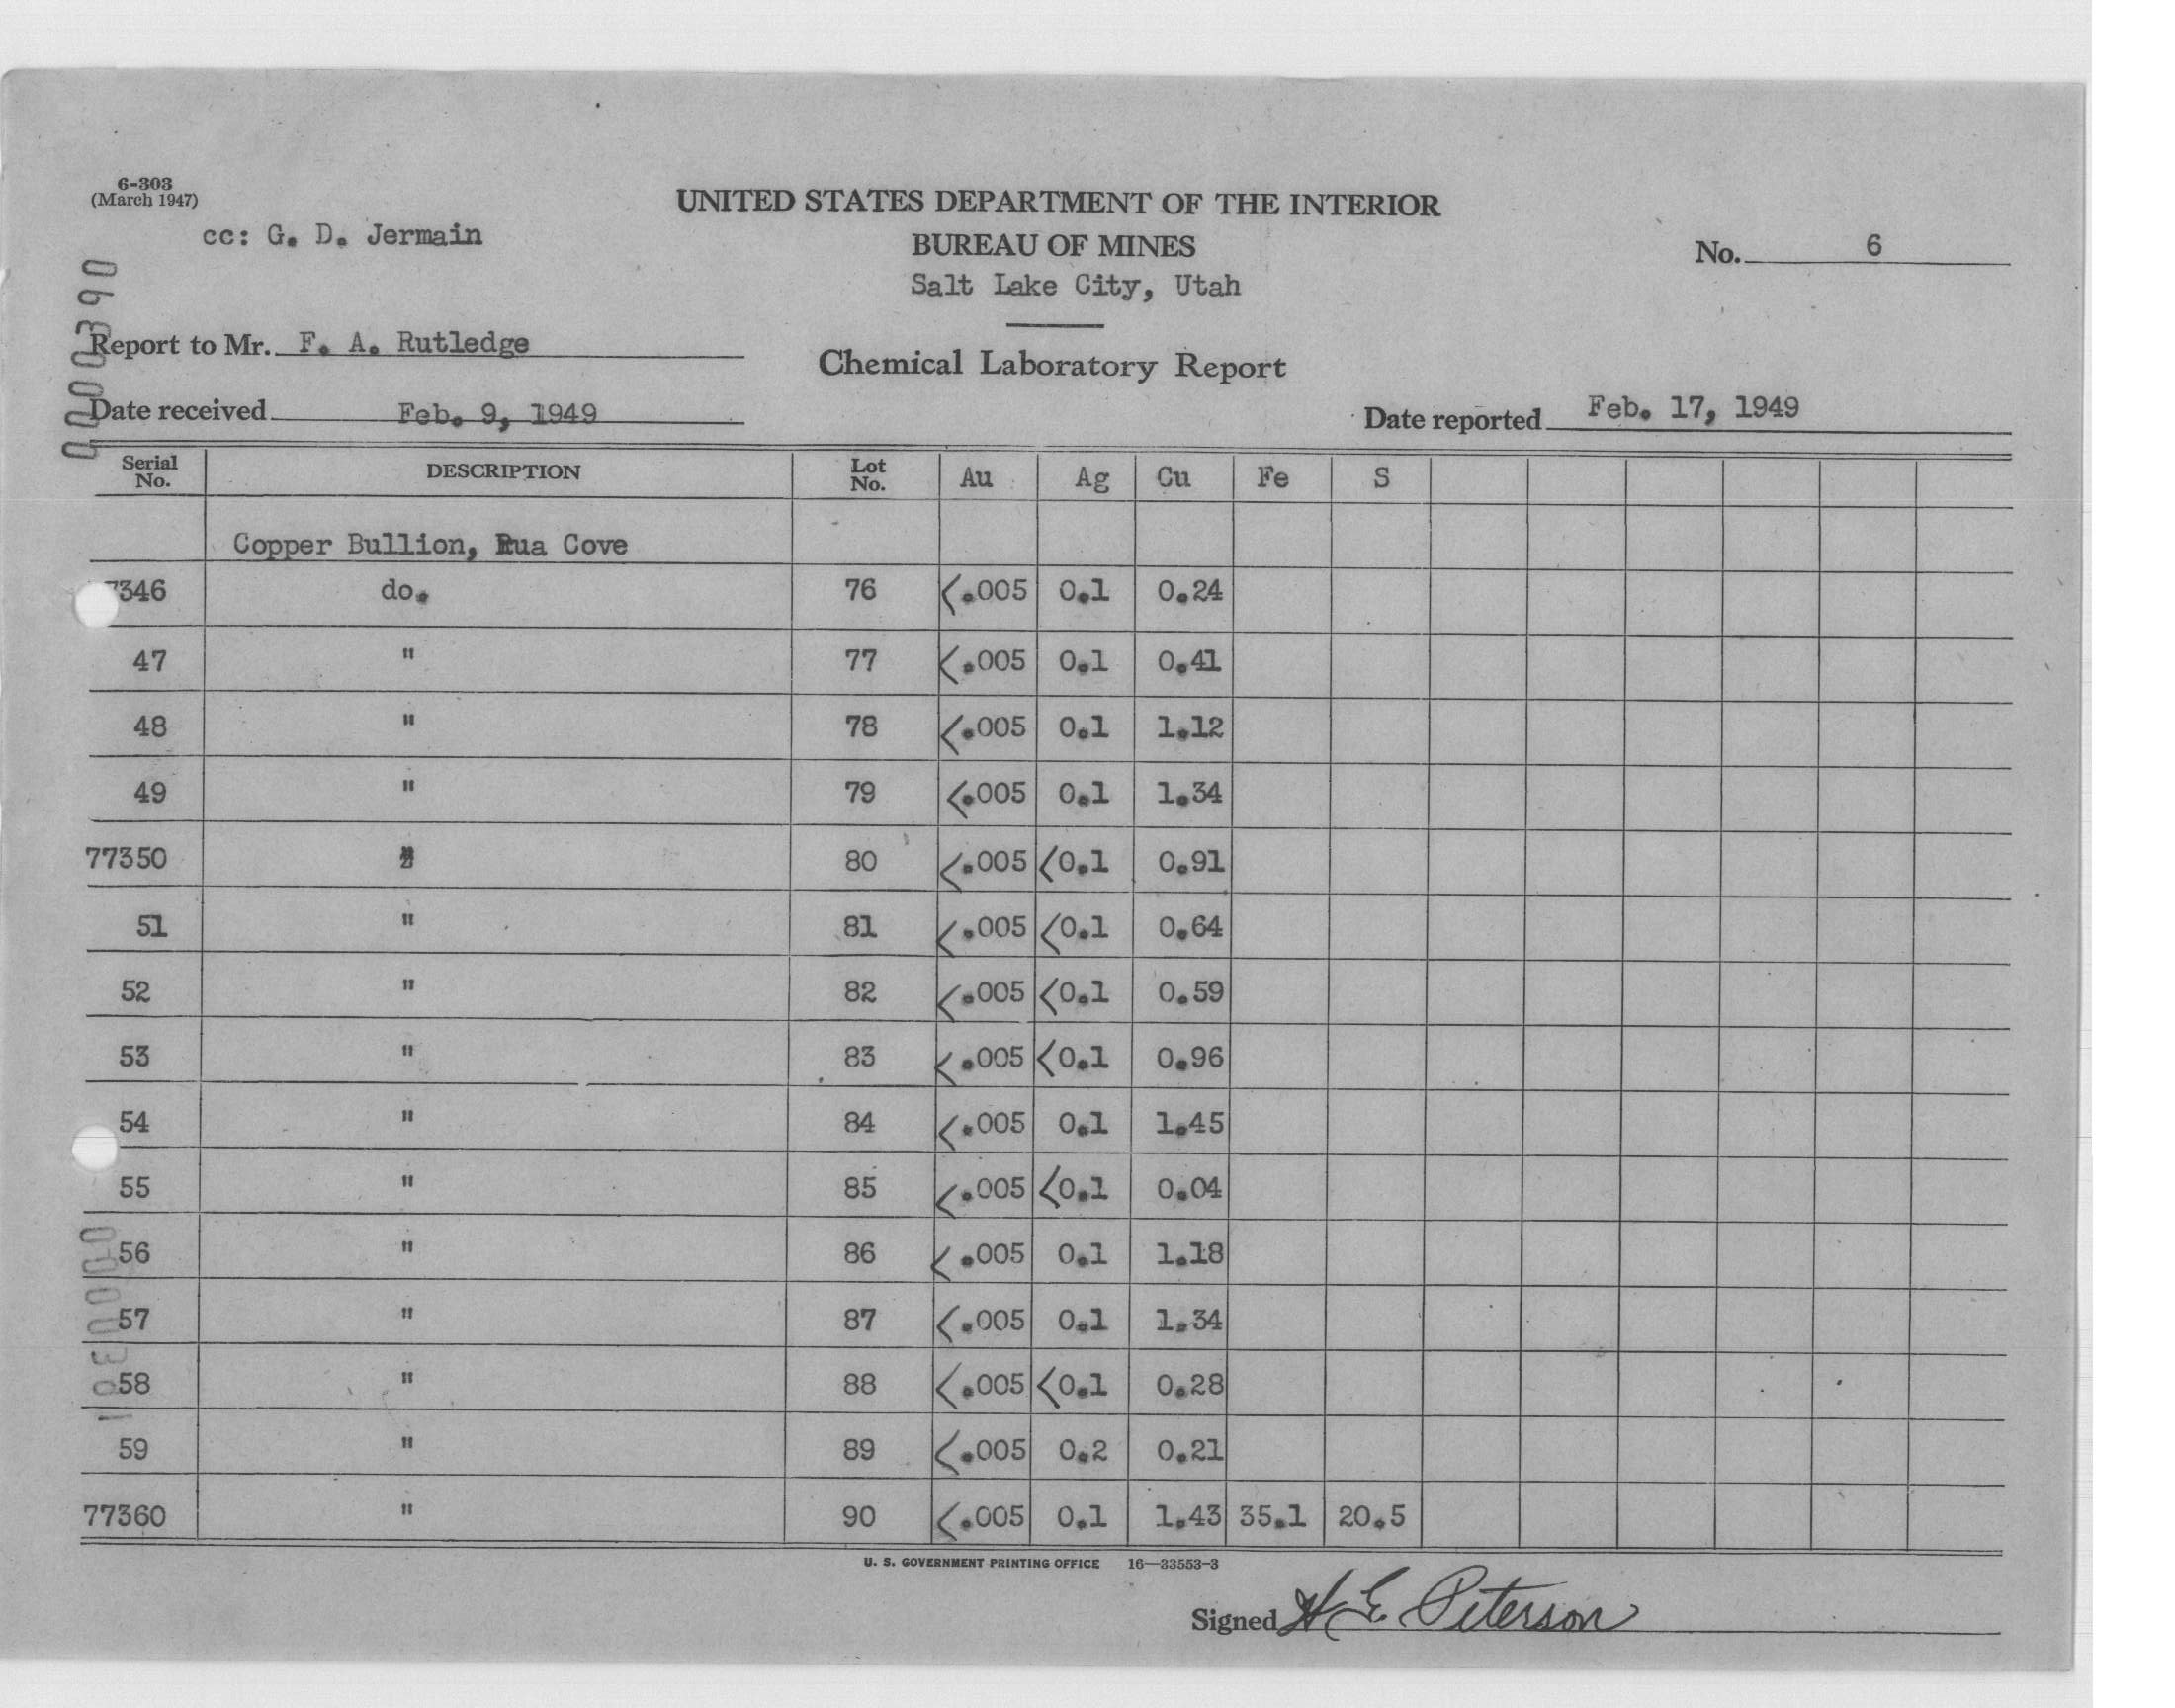 6-303
(March 1947)
cc: G. D. Jermain
UNITED STATES DEPARTMENT OF THE INTERIOR
BUREAU OF MINES
Salt Lake City, Utah
No. 6
0000390
Report to Mr. F. A. Rutledge
Chemical Laboratory Report
Date received Feb. 9, 1949
Date reported Feb. 17, 1949
Serial No. DESCRIPTION Lot No. Au Ag Cu Fe S
Copper Bullion, Rua Cove
7346 do. 76 <.005 0.1 0.24
47 " 77 <.005 0.1 0.41
48 " 78 <.005 0.1 1.12
49 " 79 <.005 0.1 1.34
77350 " 80 <.005 <0.1 0.91
51 " 81 <.005 <0.1 0.64
52 " 82 <.005 <0.1 0.59
53 " 83 <.005 <0.1 0.96
54 " 84 <.005 0.1 1.45
55 " 85 <.005 <0.1 0.04
56 " 86 <.005 0.1 1.18
57 " 87 <.005 0.1 1.34
58 " 88 <.005 <0.1 0.28
59 " 89 <.005 0.2 0.21
77360 " 90 <.005 0.1 1.43 35.1 20.5
U. S. GOVERNMENT PRINTING OFFICE 16—33553-3
Signed H E. Peterson